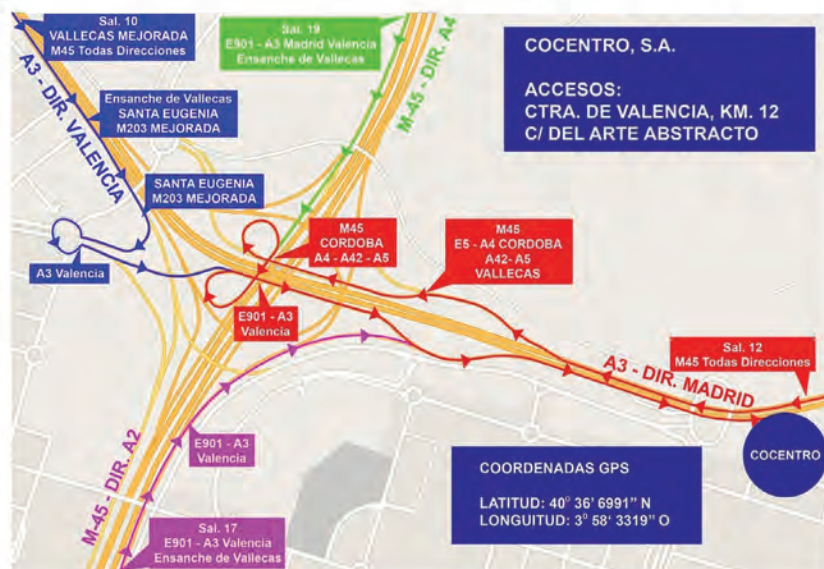 Sal. 10
VALLECAS MEJORADA
M45 Todas Direcciones
Sal. 19
E901 - A3 Madrid Valencia
Ensanche de Vallecas
COCENTRO, S.A.
ACCESOS:
CTRA. DE VALENCIA, KM. 12
C/ DEL ARTE ABSTRACTO
A3 - DIR. VALENCIA
M-45 - DIR. A4
Ensanche de Vallecas
SANTA EUGENIA
M203 MEJORADA
SANTA EUGENIA
M203 MEJORADA
A3 Valencia
M45
CORDOBA
A4 - A42 - A5
M45
E5 - A4 CORDOBA
A42- A5
VALLECAS
E901 - A3
Valencia
Sal. 12
M45 Todas Direcciones
A3 - DIR. MADRID
E901 - A3
Valencia
M-45 - DIR. A2
COCENTRO
COORDENADAS GPS
LATITUD: 40° 36' 6991” N
LONGUITUD: 3° 58‘ 3319” O
Sal. 17
E901 - A3 Valencia
Ensanche de Vallecas